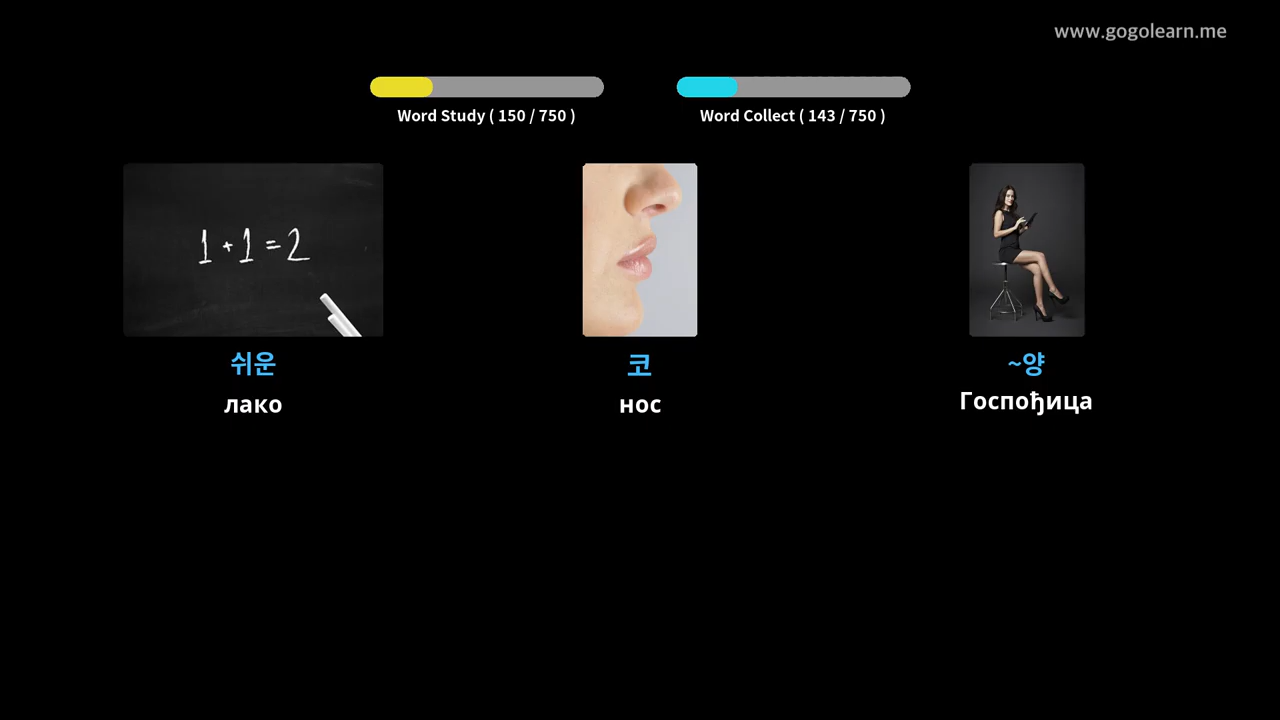 www.gogolearn.me
Word Study ( 150 / 750 )
Word Collect ( 143 / 750 )
1 + 1 = 2
쉬운
코
~양
лако
нос
Госпођица